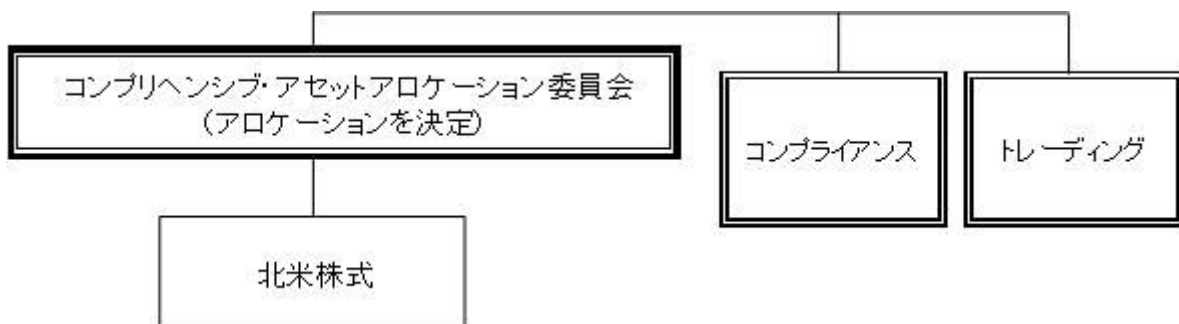 コンプリヘンシブ・アセットアロケーション委員会
(アロケーションを決定)
コンプライアンス
トレーディング
北米株式